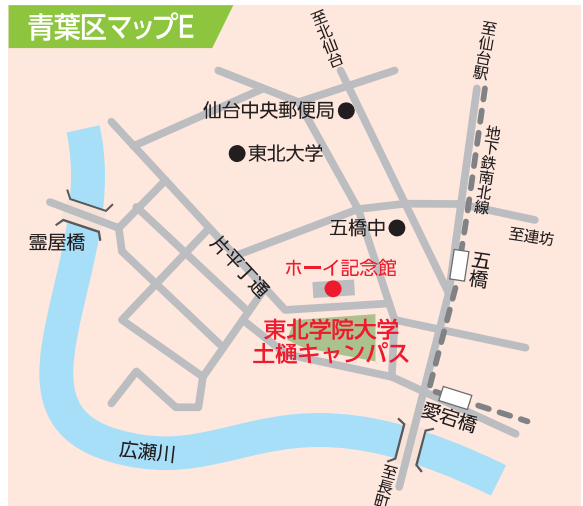 青葉区マップE
至北仙台
至仙台駅
仙台中央郵便局
東北大学
地下鉄南北線
五橋中
至連坊
霊屋橋
片平丁通
五橋
ホーイ記念館
東北学院大学
土樋キャンパス
愛宕橋
広瀬川
至長町